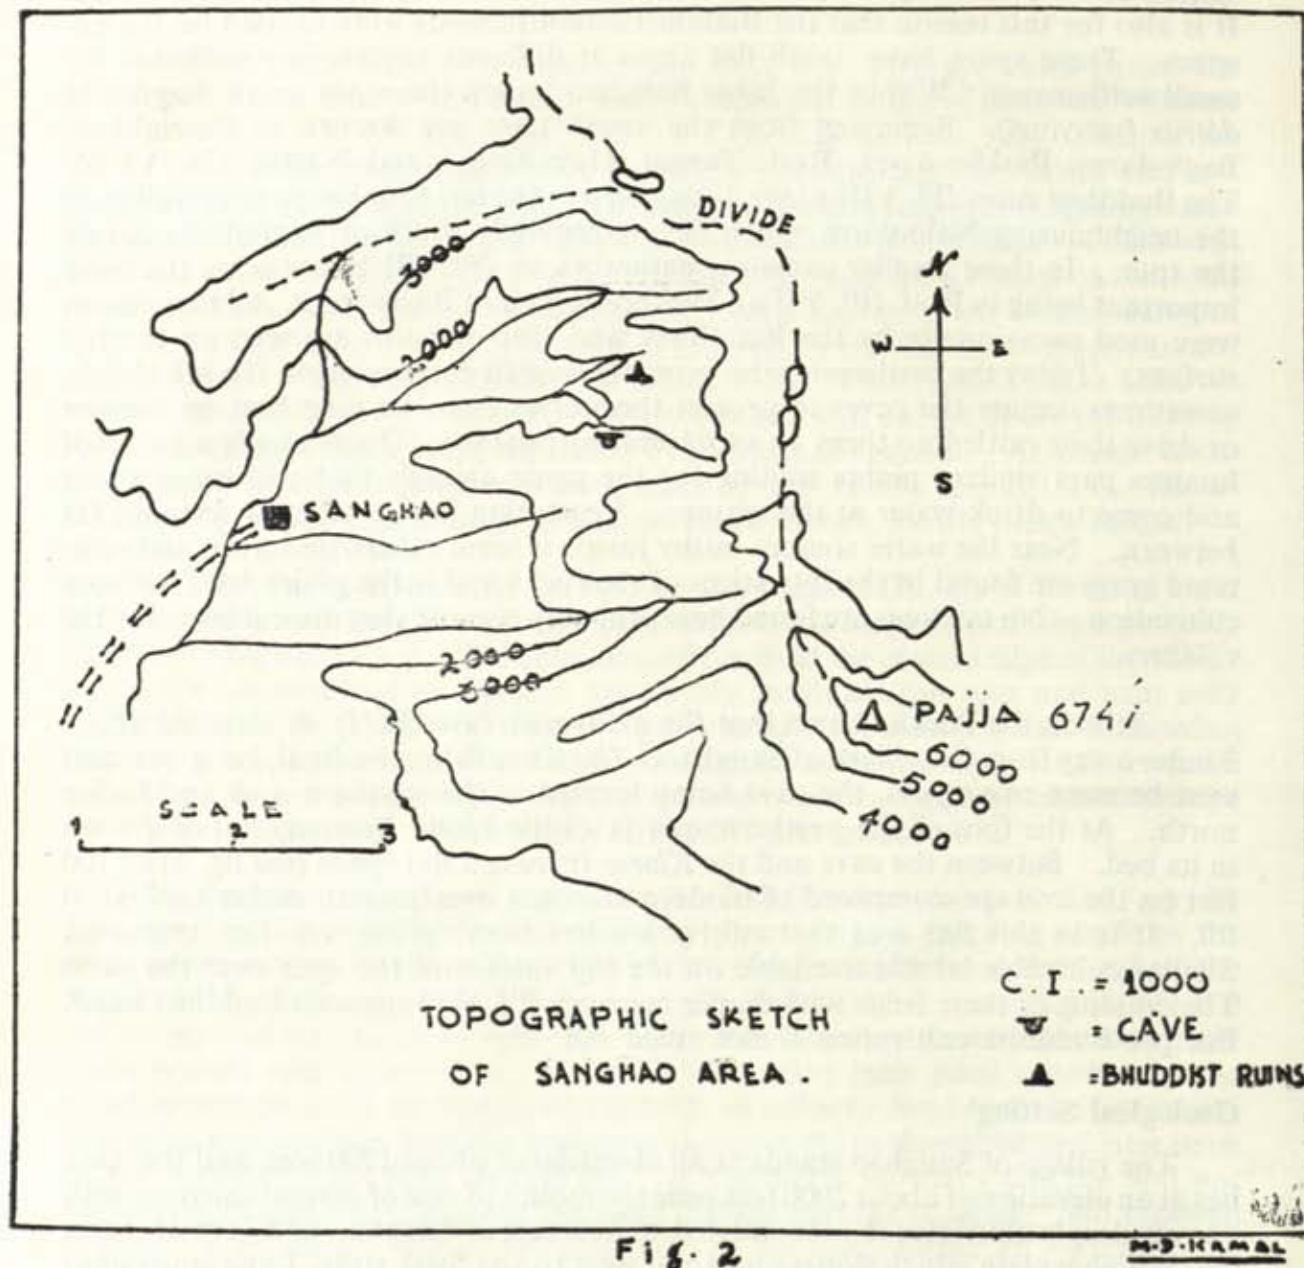 DIVIDE
3000
2000
N
W E
S
SANGHAO
2000
3000
PAJJA 6741
6000
5000
4000
SCALE
1 2 3
C.I. = 1000
= CAVE
= BHUDDIST RUINS
TOPOGRAPHIC SKETCH
OF SANGHAO AREA.
Fig. 2
M.D.KAMAL